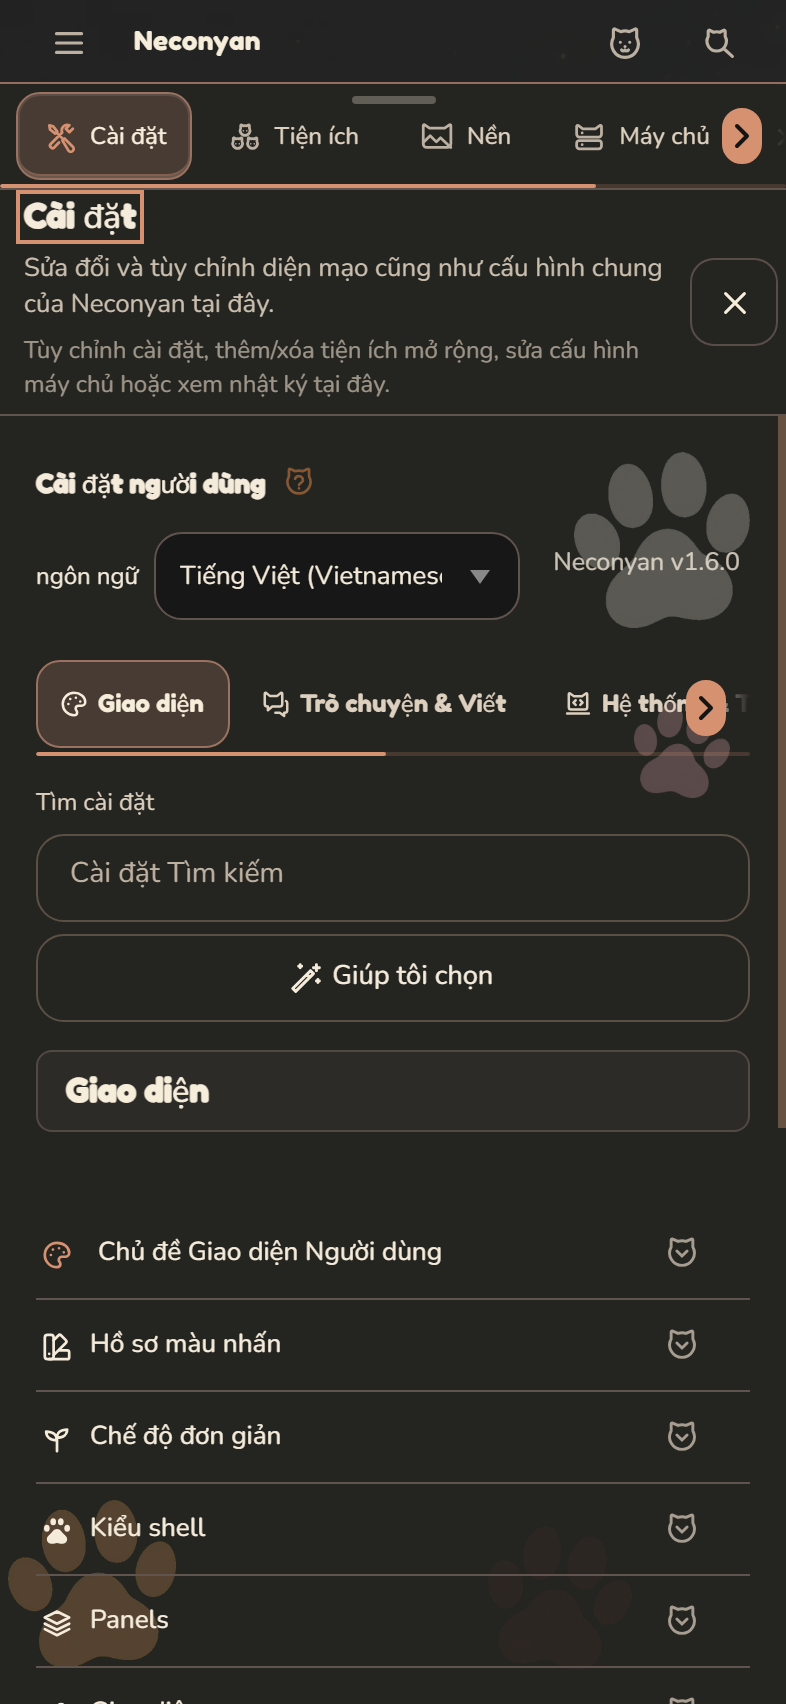 Neconyan
Cài đặt
Tiện ích
Nền
Máy chủ
Cài đặt
Sửa đổi và tùy chỉnh diện mạo cũng như cấu hình chung
của Neconyan tại đây.
Tùy chỉnh cài đặt, thêm/xóa tiện ích mở rộng, sửa cấu hình
máy chủ hoặc xem nhật ký tại đây.
Cài đặt người dùng
ngôn ngữ
Tiếng Việt (Vietnamese
Neconyan v1.6.0
Giao diện
Trò chuyện & Viết
Hệ thống
Tìm cài đặt
Cài đặt Tìm kiếm
Giúp tôi chọn
Giao diện
Chủ đề Giao diện Người dùng
Hồ sơ màu nhấn
Chế độ đơn giản
Kiểu shell
Panels